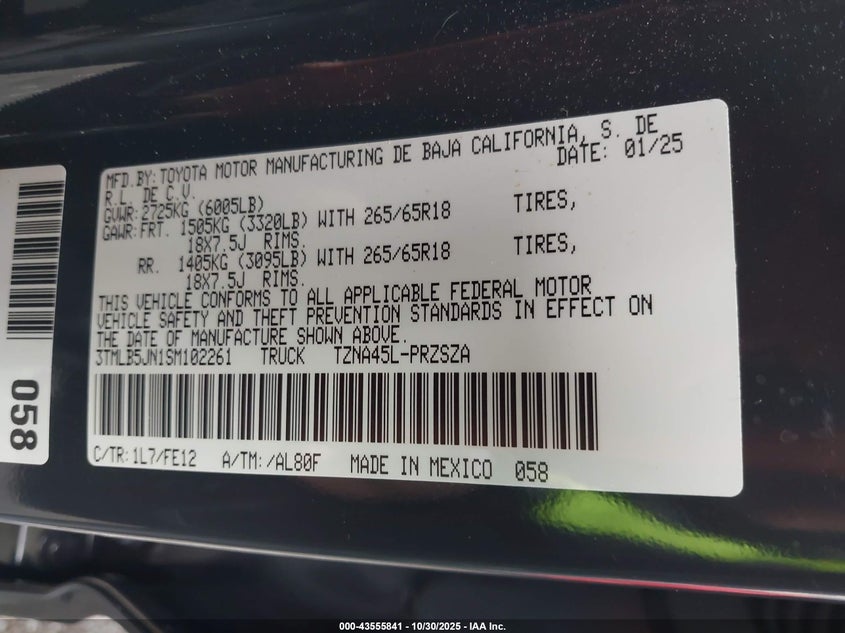 MFD.BY: TOYOTA MOTOR MANUFACTURING DE BAJA CALIFORNIA, S. DE
R.L. DE C.V. DATE: 01/25
GVWR: 2725KG (6005LB)
GAWR: FRT. 1505KG (3320LB) WITH 265/65R18 TIRES,
18X7.5J RIMS.
RR. 1405KG (3095LB) WITH 265/65R18 TIRES,
18X7.5J RIMS.
THIS VEHICLE CONFORMS TO ALL APPLICABLE FEDERAL MOTOR
VEHICLE SAFETY AND THEFT PREVENTION STANDARDS IN EFFECT ON
THE DATE OF MANUFACTURE SHOWN ABOVE.
3TMLB5JN1SM102261 TRUCK TZNA45L-PRZSZA
C/TR: 1L7/FE12 A/TM: /AL80F MADE IN MEXICO 058
058
000-43555841 - 10/30/2025 - IAA Inc.